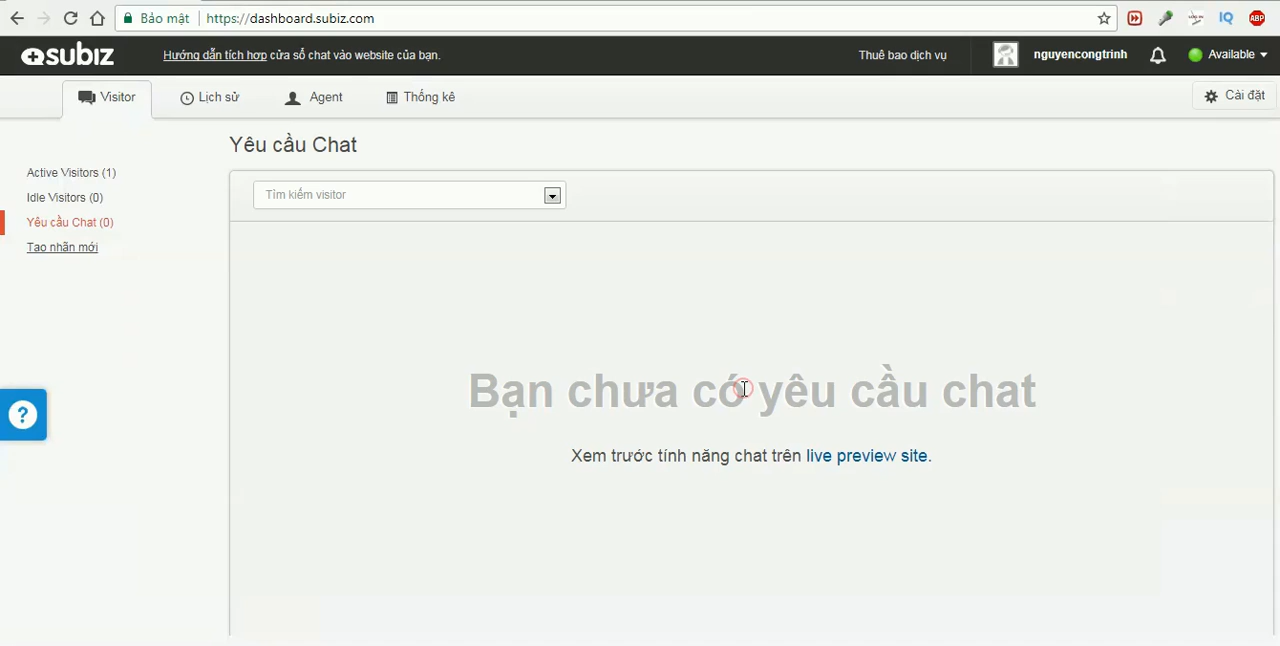 Bảo mật https://dashboard.subiz.com IQ ABP
subiz Hướng dẫn tích hợp cửa sổ chat vào website của bạn. Thuê bao dịch vụ nguyencongtrinh Available
Visitor Lịch sử Agent Thống kê Cài đặt
Yêu cầu Chat
Active Visitors (1)
Idle Visitors (0)
Yêu cầu Chat (0)
Tạo nhãn mới
Tìm kiếm visitor
Bạn chưa có yêu cầu chat
Xem trước tính năng chat trên live preview site.